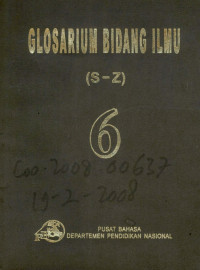 GLOSARIUM BIDANG ILMU
(S-Z)
6
C00-2008.00637
19-2-2008
PUSAT BAHASA
DEPARTEMEN PENDIDIKAN NASIONAL